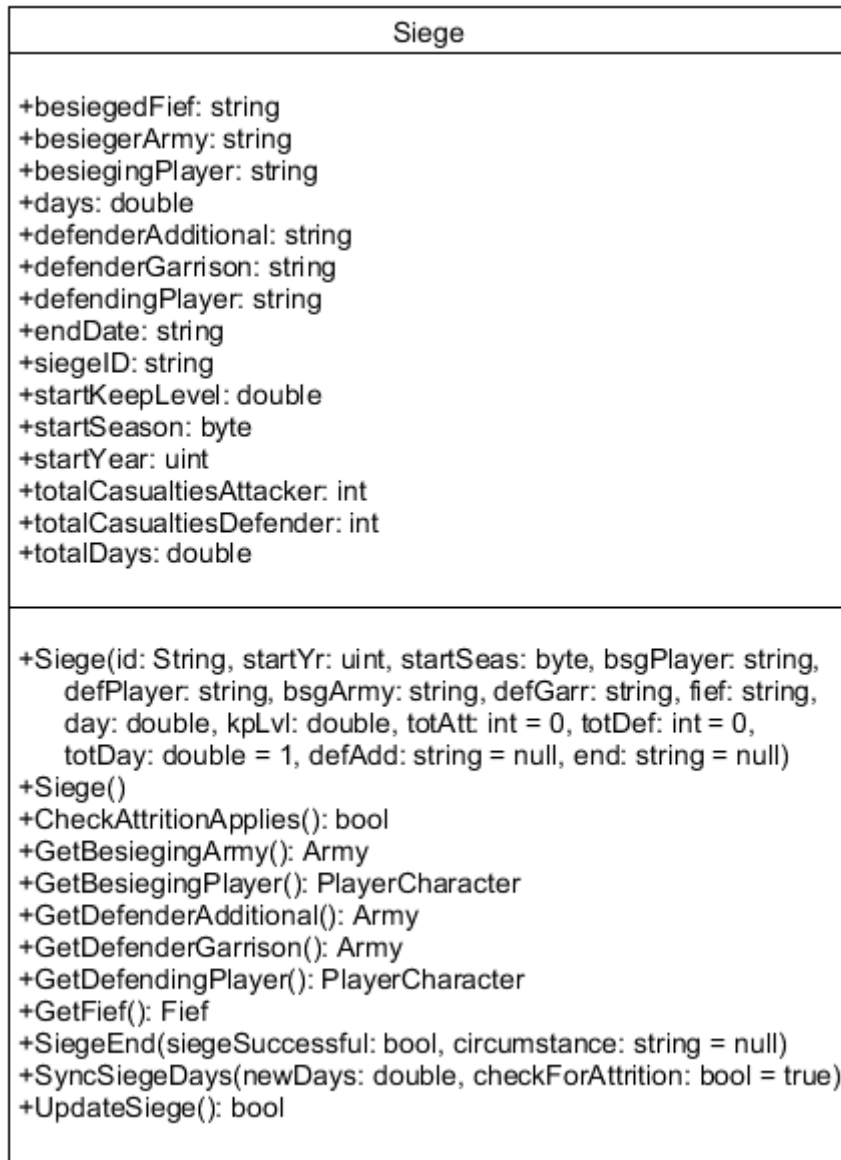 Siege
+besiegedFief: string
+besiegerArmy: string
+besiegingPlayer: string
+days: double
+defenderAdditional: string
+defenderGarrison: string
+defendingPlayer: string
+endDate: string
+siegeID: string
+startKeepLevel: double
+startSeason: byte
+startYear: uint
+totalCasualtiesAttacker: int
+totalCasualtiesDefender: int
+totalDays: double
+Siege(id: String, startYr: uint, startSeas: byte, bsgPlayer: string,
defPlayer: string, bsgArmy: string, defGarr: string, fief: string,
day: double, kpLvl: double, totAtt: int = 0, totDef: int = 0,
totDay: double = 1, defAdd: string = null, end: string = null)
+Siege()
+CheckAttritionApplies(): bool
+GetBesiegingArmy(): Army
+GetBesiegingPlayer(): PlayerCharacter
+GetDefenderAdditional(): Army
+GetDefenderGarrison(): Army
+GetDefendingPlayer(): PlayerCharacter
+GetFief(): Fief
+SiegeEnd(siegeSuccessful: bool, circumstance: string = null)
+SyncSiegeDays(newDays: double, checkForAttrition: bool = true)
+UpdateSiege(): bool